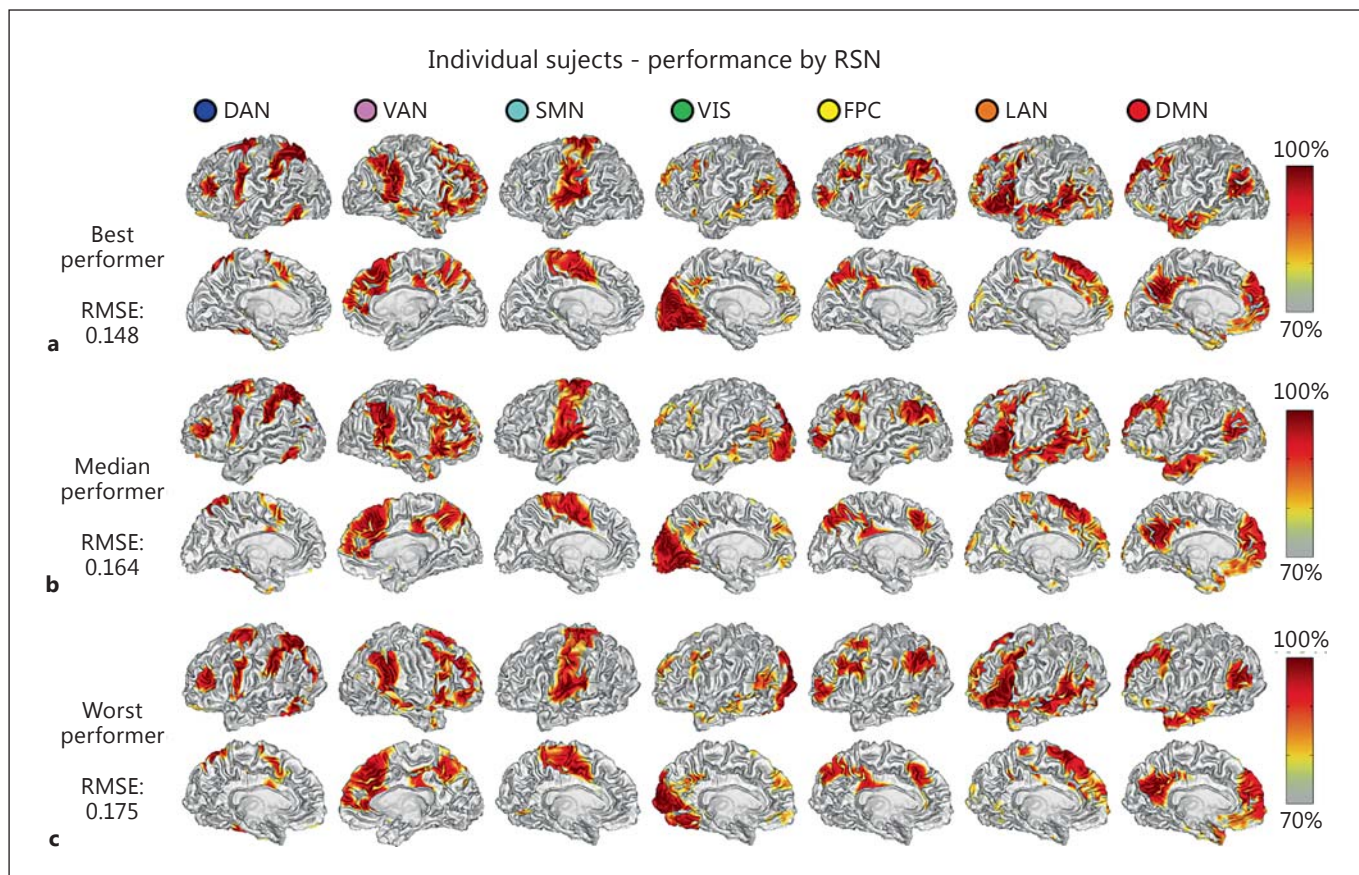 Individual sujects - performance by RSN
DAN VAN SMN VIS FPC LAN DMN
Best
performer
RMSE:
0.148
a
100%
70%
Median
performer
RMSE:
0.164
b
100%
70%
Worst
performer
RMSE:
0.175
c
100%
70%